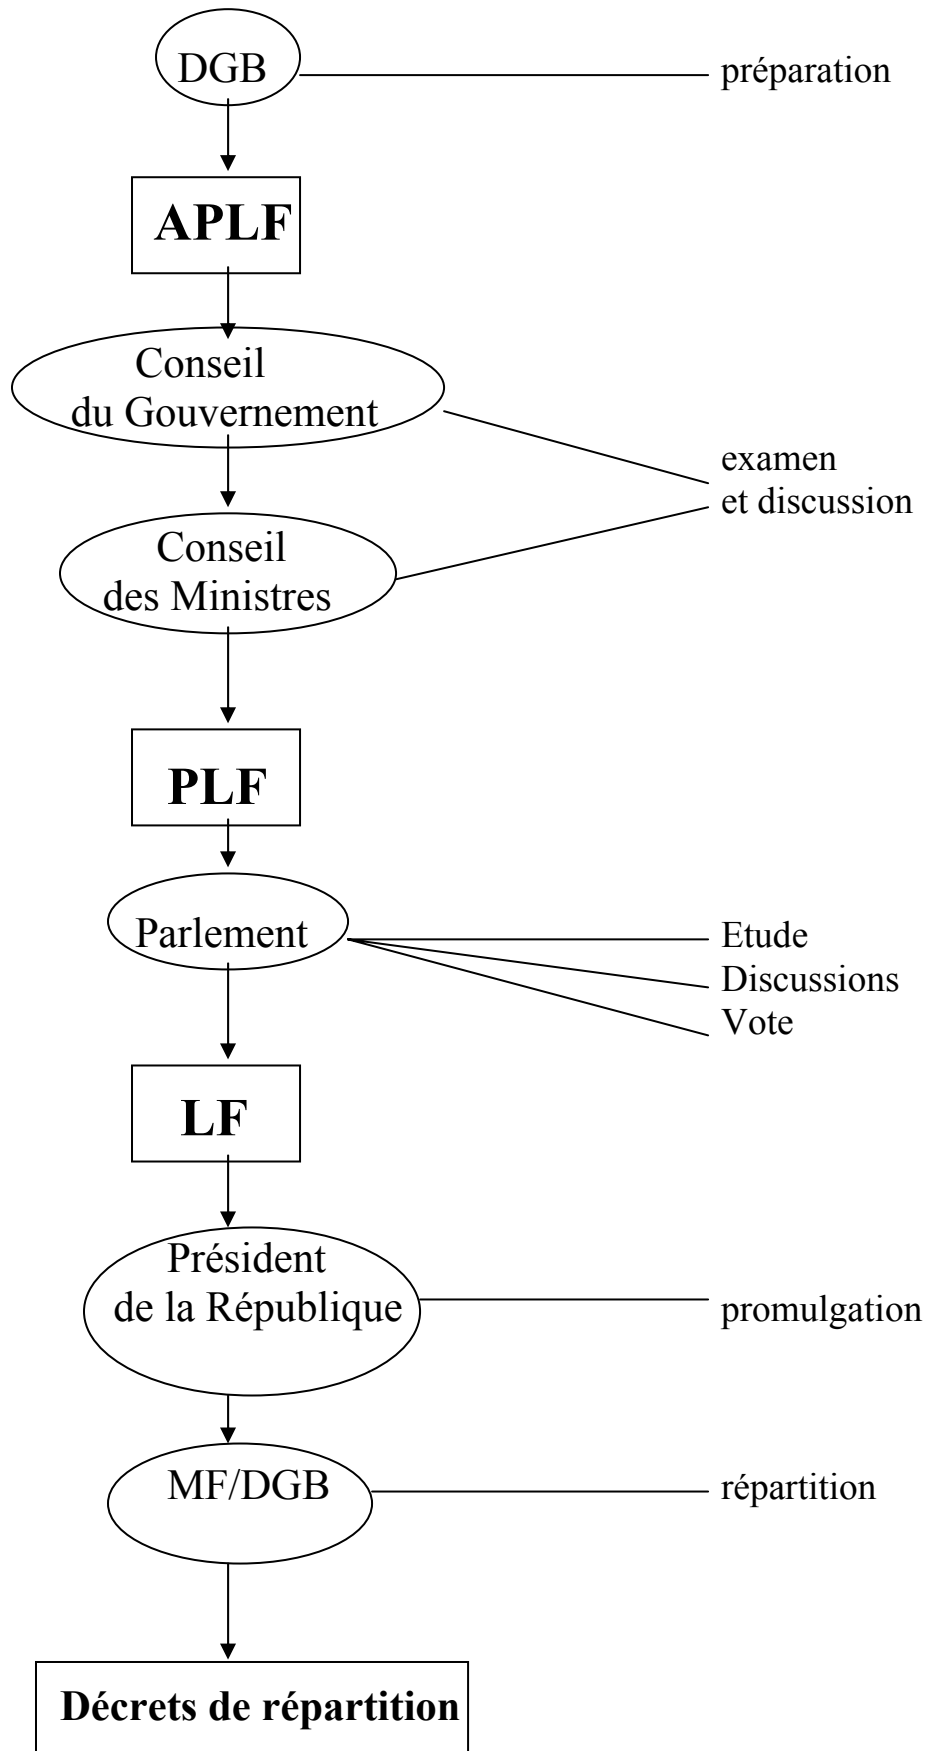 DGB
préparation
APLF
Conseil
du Gouvernement
examen
et discussion
Conseil
des Ministres
PLF
Parlement
Etude
Discussions
Vote
LF
Président
de la République
promulgation
MF/DGB
répartition
Décrets de répartition